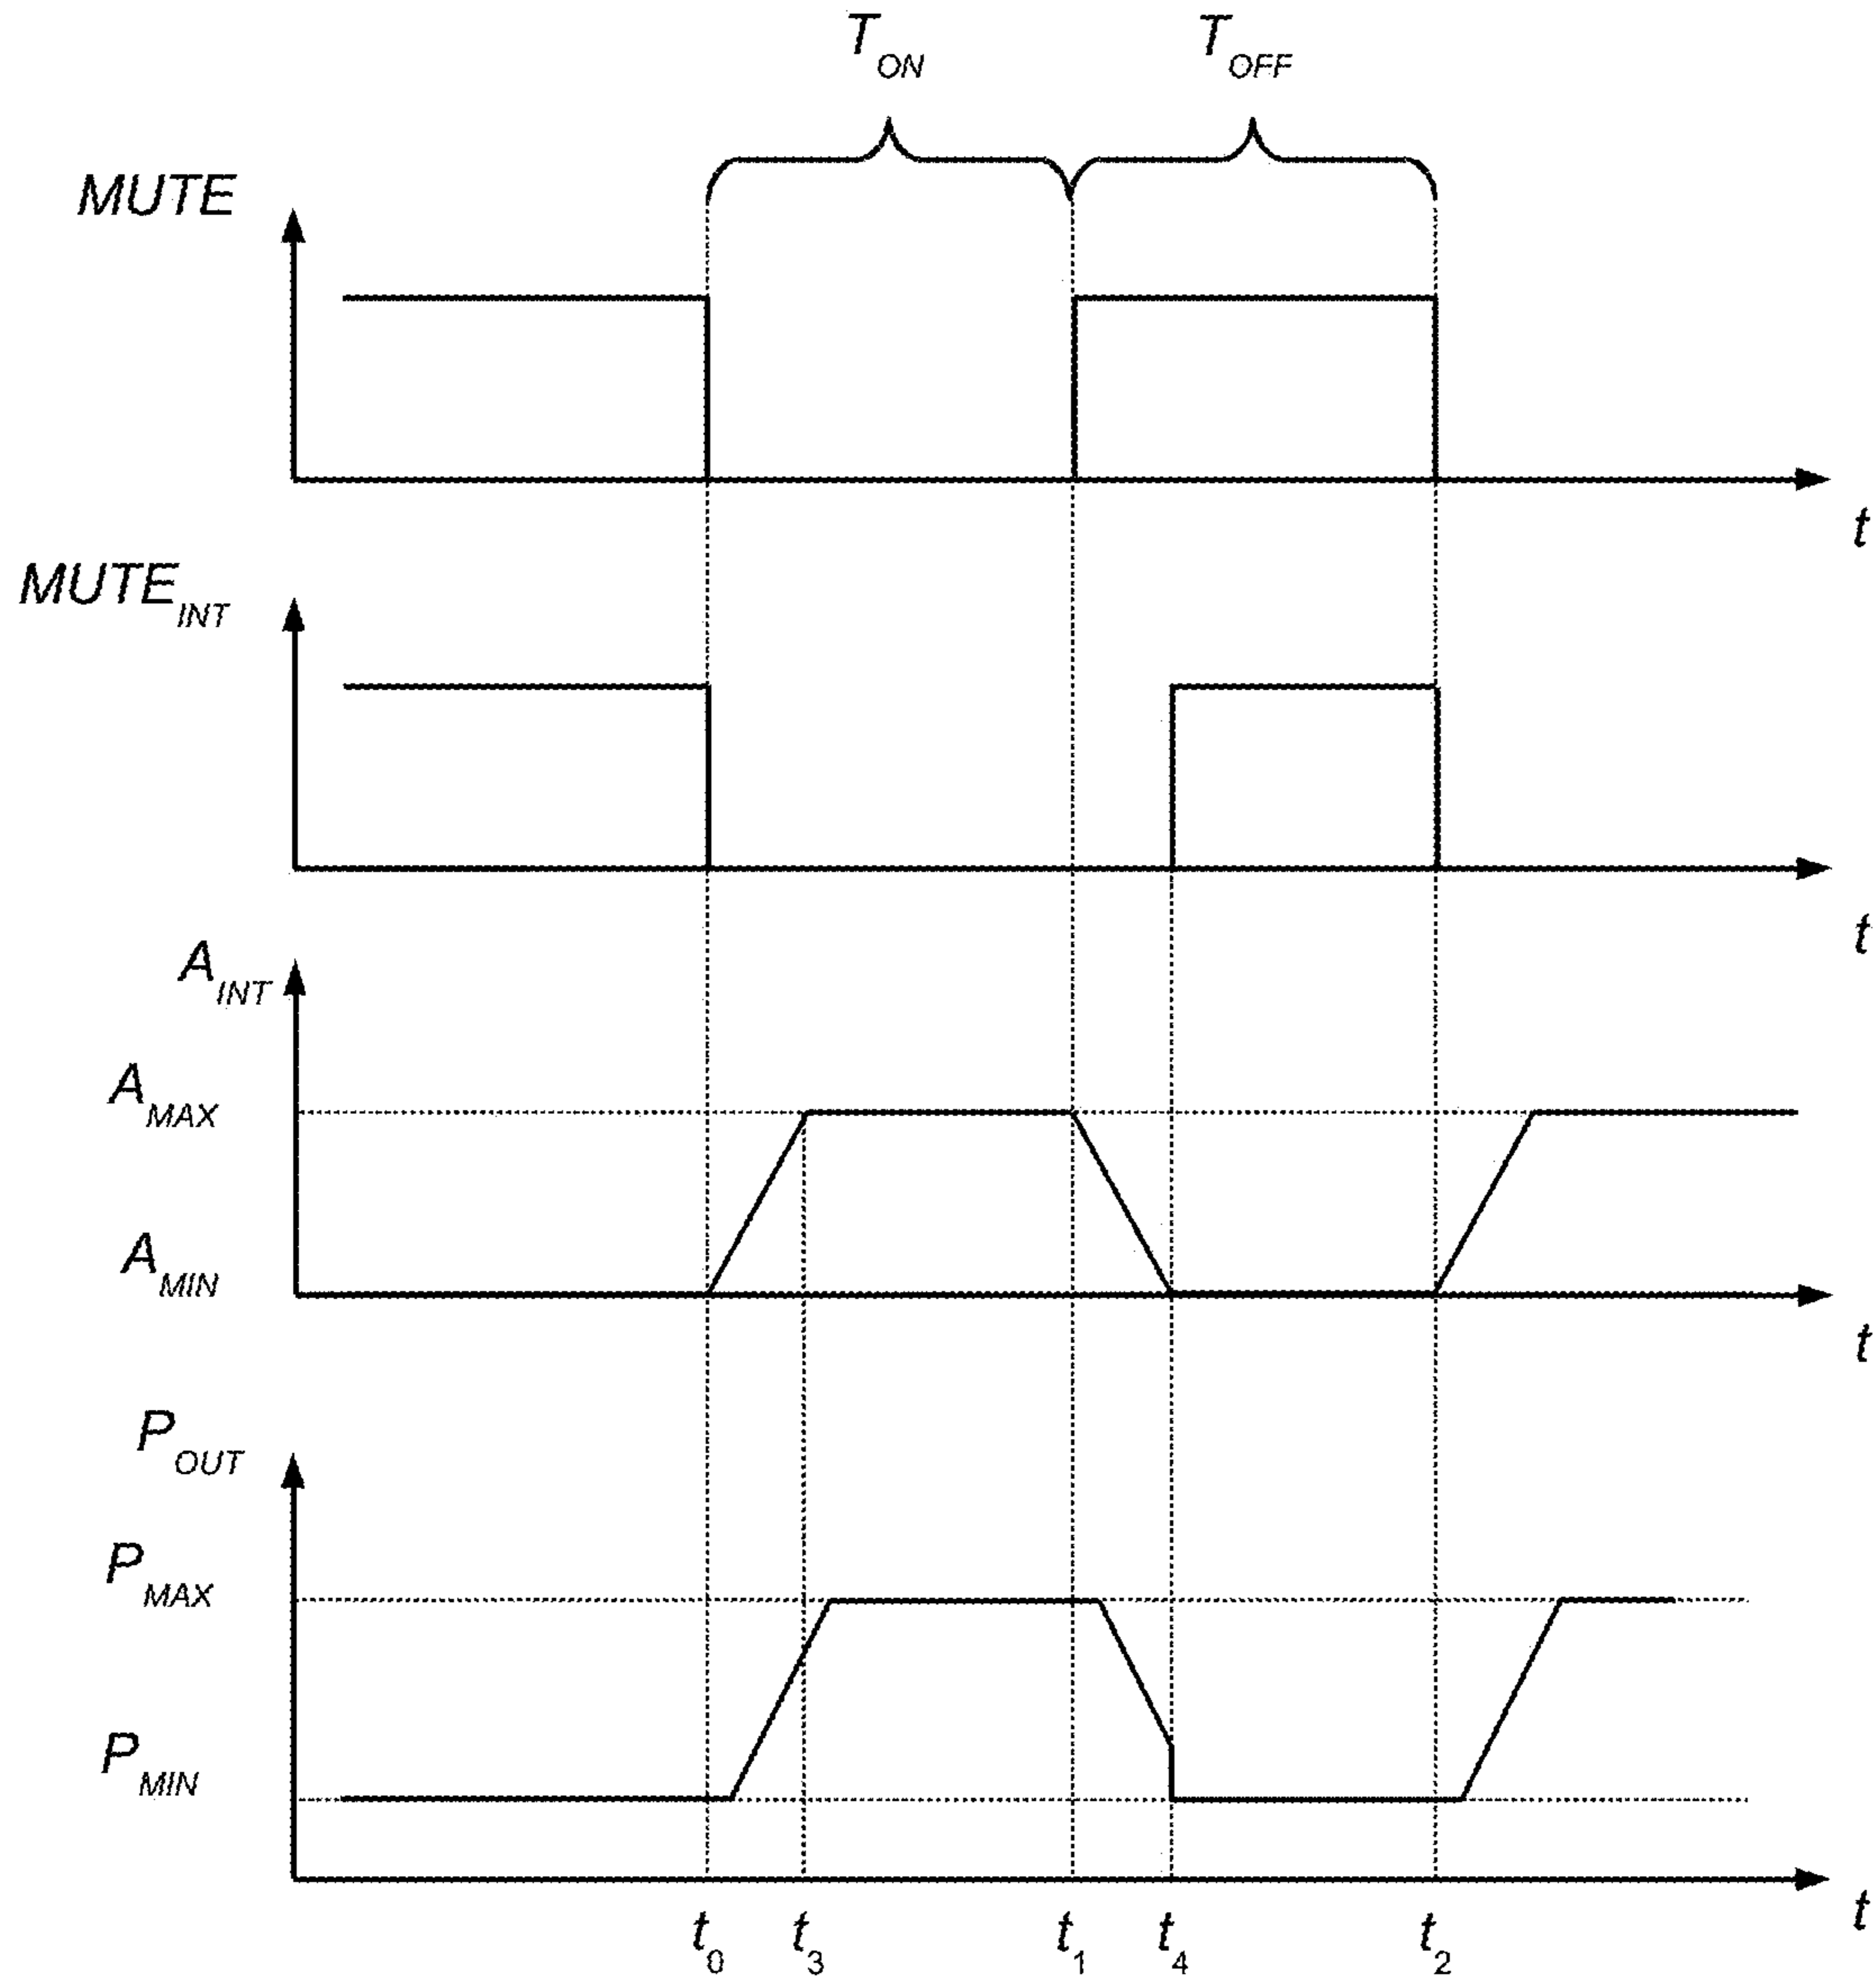 T_ON T_OFF
MUTE
t
MUTE_INT
t
A_INT
A_MAX
A_MIN
t
P_OUT
P_MAX
P_MIN
t
t_0 t_3 t_1 t_4 t_2